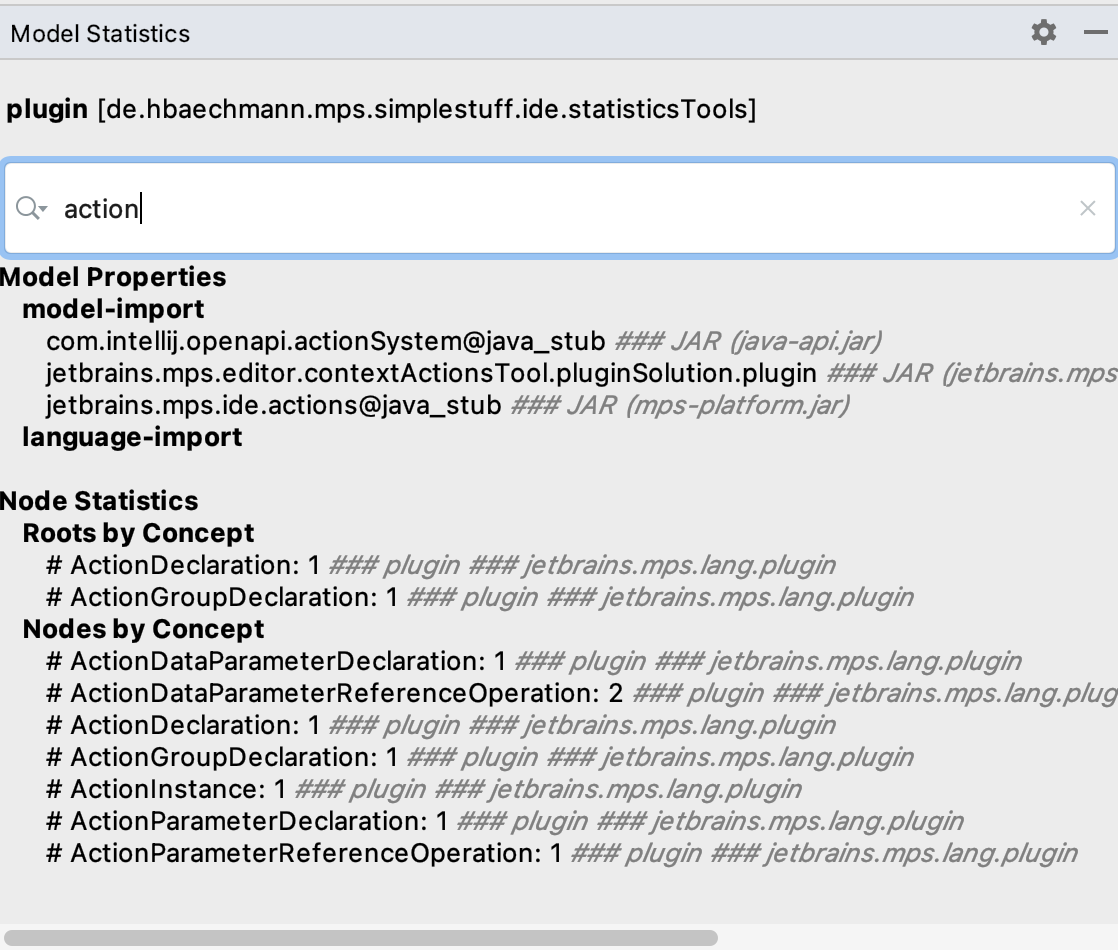 Model Statistics
plugin [de.hbaechmann.mps.simplestuff.ide.statisticsTools]
action
Model Properties
model-import
com.intellij.openapi.actionSystem@java_stub ### JAR (java-api.jar)
jetbrains.mps.editor.contextActionsTool.pluginSolution.plugin ### JAR (jetbrains.mps
jetbrains.mps.ide.actions@java_stub ### JAR (mps-platform.jar)
language-import
Node Statistics
Roots by Concept
# ActionDeclaration: 1 ### plugin ### jetbrains.mps.lang.plugin
# ActionGroupDeclaration: 1 ### plugin ### jetbrains.mps.lang.plugin
Nodes by Concept
# ActionDataParameterDeclaration: 1 ### plugin ### jetbrains.mps.lang.plugin
# ActionDataParameterReferenceOperation: 2 ### plugin ### jetbrains.mps.lang.plug
# ActionDeclaration: 1 ### plugin ### jetbrains.mps.lang.plugin
# ActionGroupDeclaration: 1 ### plugin ### jetbrains.mps.lang.plugin
# ActionInstance: 1 ### plugin ### jetbrains.mps.lang.plugin
# ActionParameterDeclaration: 1 ### plugin ### jetbrains.mps.lang.plugin
# ActionParameterReferenceOperation: 1 ### plugin ### jetbrains.mps.lang.plugin